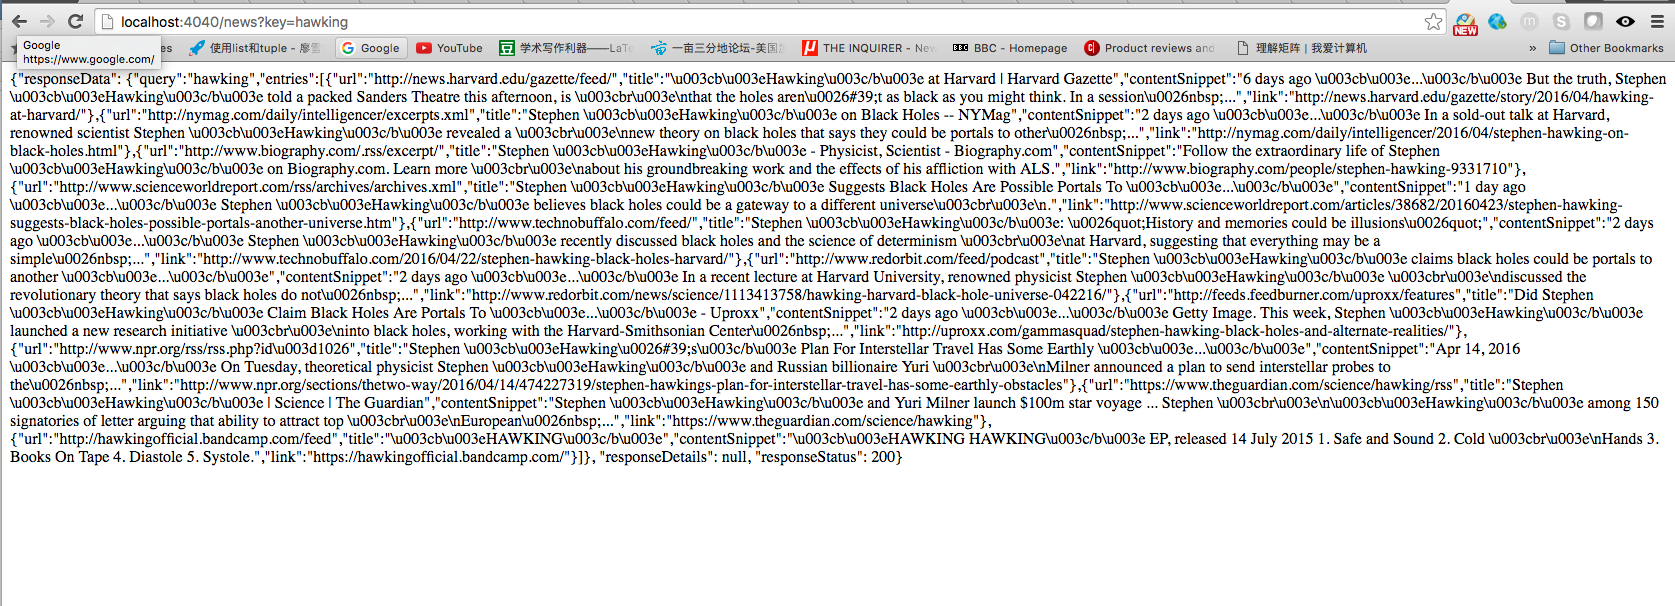 localhost:4040/news?key=hawking
NEW
Google
https://www.google.com/
es 使用list和tuple - 廖雪 Google YouTube 学术写作利器——LaTe 一亩三分地论坛-美国 THE INQUIRER - New BBC BBC - Homepage Product reviews and 理解矩阵 | 我爱计算机 » Other Bookmarks
{"responseData": {"query":"hawking","entries":[{"url":"http://news.harvard.edu/gazette/feed/","title":"\u003cb\u003eHawking\u003c/b\u003e at Harvard | Harvard Gazette","contentSnippet":"6 days ago \u003cb\u003e...\u003c/b\u003e But the truth, Stephen
\u003cb\u003eHawking\u003c/b\u003e told a packed Sanders Theatre this afternoon, is \u003cbr\u003e\nthat the holes aren\u0026#39;t as black as you might think. In a session\u0026nbsp;...","link":"http://news.harvard.edu/gazette/story/2016/04/hawking-
at-harvard/"},{"url":"http://nymag.com/daily/intelligencer/excerpts.xml","title":"Stephen \u003cb\u003eHawking\u003c/b\u003e on Black Holes -- NYMag","contentSnippet":"2 days ago \u003cb\u003e...\u003c/b\u003e In a sold-out talk at Harvard,
renowned scientist Stephen \u003cb\u003eHawking\u003c/b\u003e revealed a \u003cbr\u003e\nnew theory on black holes that says they could be portals to other\u0026nbsp;...","link":"http://nymag.com/daily/intelligencer/2016/04/stephen-hawking-on-
black-holes.html"},{"url":"http://www.biography.com/.rss/excerpt/","title":"Stephen \u003cb\u003eHawking\u003c/b\u003e - Physicist, Scientist - Biography.com","contentSnippet":"Follow the extraordinary life of Stephen
\u003cb\u003eHawking\u003c/b\u003e on Biography.com. Learn more \u003cbr\u003e\nabout his groundbreaking work and the effects of his affliction with ALS.","link":"http://www.biography.com/people/stephen-hawking-9331710"},
{"url":"http://www.scienceworldreport.com/rss/archives/archives.xml","title":"Stephen \u003cb\u003eHawking\u003c/b\u003e Suggests Black Holes Are Possible Portals To \u003cb\u003e...\u003c/b\u003e","contentSnippet":"1 day ago
\u003cb\u003e...\u003c/b\u003e Stephen \u003cb\u003eHawking\u003c/b\u003e believes black holes could be a gateway to a different universe\u003cbr\u003e\n.","link":"http://www.scienceworldreport.com/articles/38682/20160423/stephen-hawking-
suggests-black-holes-possible-portals-another-universe.htm"},{"url":"http://www.technobuffalo.com/feed/","title":"Stephen \u003cb\u003eHawking\u003c/b\u003e: \u0026quot;History and memories could be illusions\u0026quot;","contentSnippet":"2 days
ago \u003cb\u003e...\u003c/b\u003e Stephen \u003cb\u003eHawking\u003c/b\u003e recently discussed black holes and the science of determinism \u003cbr\u003e\nat Harvard, suggesting that everything may be a
simple\u0026nbsp;...","link":"http://www.technobuffalo.com/2016/04/22/stephen-hawking-black-holes-harvard/"},{"url":"http://www.redorbit.com/feed/podcast","title":"Stephen \u003cb\u003eHawking\u003c/b\u003e claims black holes could be portals to
another \u003cb\u003e...\u003c/b\u003e","contentSnippet":"2 days ago \u003cb\u003e...\u003c/b\u003e In a recent lecture at Harvard University, renowned physicist Stephen \u003cb\u003eHawking\u003c/b\u003e \u003cbr\u003e\ndiscussed the
revolutionary theory that says black holes do not\u0026nbsp;...","link":"http://www.redorbit.com/news/science/1113413758/hawking-harvard-black-hole-universe-042216/"},{"url":"http://feeds.feedburner.com/uproxx/features","title":"Did Stephen
\u003cb\u003eHawking\u003c/b\u003e Claim Black Holes Are Portals To \u003cb\u003e...\u003c/b\u003e - Uproxx","contentSnippet":"2 days ago \u003cb\u003e...\u003c/b\u003e Getty Image. This week, Stephen \u003cb\u003eHawking\u003c/b\u003e
launched a new research initiative \u003cbr\u003e\ninto black holes, working with the Harvard-Smithsonian Center\u0026nbsp;...","link":"http://uproxx.com/gammasquad/stephen-hawking-black-holes-and-alternate-realities/"},
{"url":"http://www.npr.org/rss/rss.php?id\u003d1026","title":"Stephen \u003cb\u003eHawking\u0026#39;s\u003c/b\u003e Plan For Interstellar Travel Has Some Earthly \u003cb\u003e...\u003c/b\u003e","contentSnippet":"Apr 14, 2016
\u003cb\u003e...\u003c/b\u003e On Tuesday, theoretical physicist Stephen \u003cb\u003eHawking\u003c/b\u003e and Russian billionaire Yuri \u003cbr\u003e\nMilner announced a plan to send interstellar probes to
the\u0026nbsp;...","link":"http://www.npr.org/sections/thetwo-way/2016/04/14/474227319/stephen-hawkings-plan-for-interstellar-travel-has-some-earthly-obstacles"},{"url":"https://www.theguardian.com/science/hawking/rss","title":"Stephen
\u003cb\u003eHawking\u003c/b\u003e | Science | The Guardian","contentSnippet":"Stephen \u003cb\u003eHawking\u003c/b\u003e and Yuri Milner launch $100m star voyage ... Stephen \u003cbr\u003e\n\u003cb\u003eHawking\u003c/b\u003e among 150
signatories of letter arguing that ability to attract top \u003cbr\u003e\nEuropean\u0026nbsp;...","link":"https://www.theguardian.com/science/hawking"},
{"url":"http://hawkingofficial.bandcamp.com/feed","title":"\u003cb\u003eHAWKING\u003c/b\u003e","contentSnippet":"\u003cb\u003eHAWKING HAWKING\u003c/b\u003e EP, released 14 July 2015 1. Safe and Sound 2. Cold \u003cbr\u003e\nHands 3.
Books On Tape 4. Diastole 5. Systole.","link":"https://hawkingofficial.bandcamp.com/"}]}, "responseDetails": null, "responseStatus": 200}